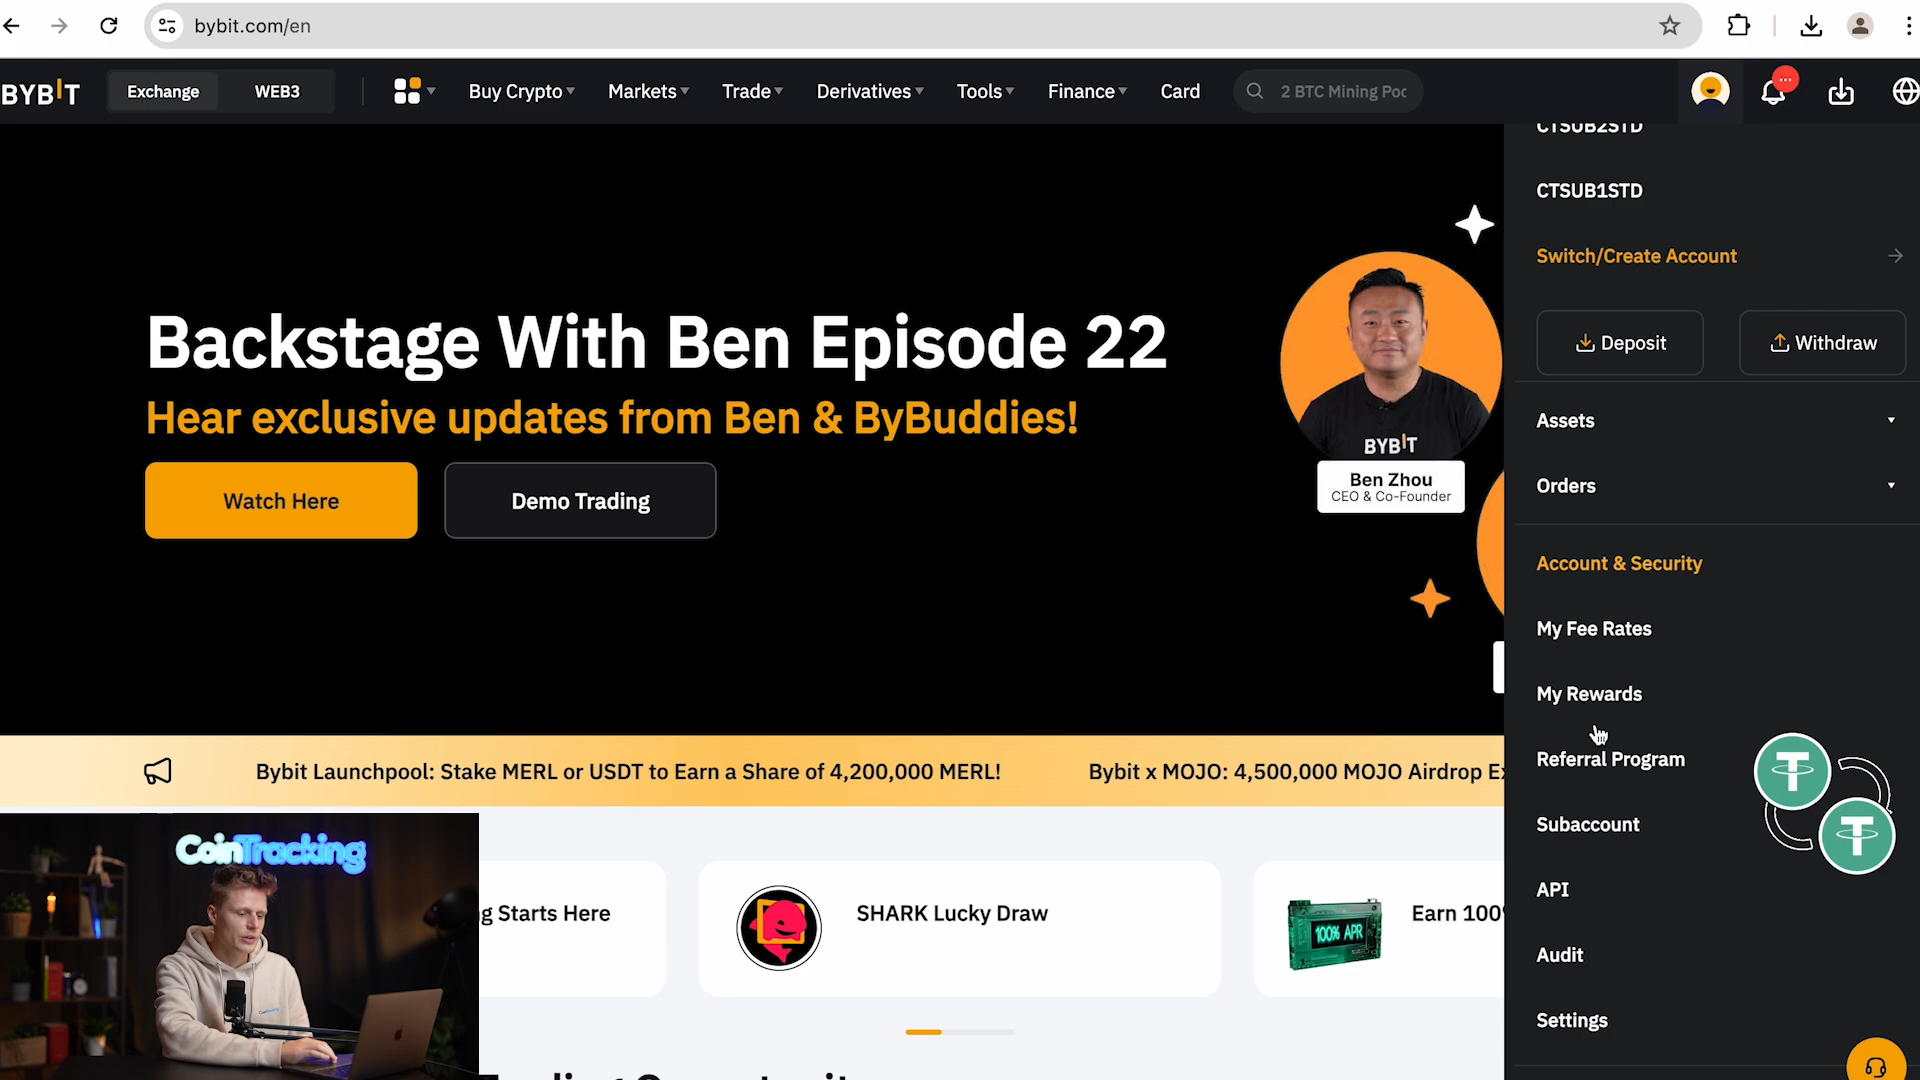 bybit.com/en
BYBIT
Exchange
WEB3
Buy Crypto
Markets
Trade
Derivatives
Tools
Finance
Card
2 BTC Mining Poc
CTSUB2STD
CTSUB1STD
Switch/Create Account
Deposit
Withdraw
Assets
Orders
Account & Security
My Fee Rates
My Rewards
Referral Program
Subaccount
API
Audit
Settings
Backstage With Ben Episode 22
Hear exclusive updates from Ben & ByBuddies!
Watch Here
Demo Trading
BYBIT
Ben Zhou
CEO & Co-Founder
Bybit Launchpool: Stake MERL or USDT to Earn a Share of 4,200,000 MERL!
Bybit x MOJO: 4,500,000 MOJO Airdrop Ex
CoinTracking
g Starts Here
SHARK Lucky Draw
100% APR
Earn 100%